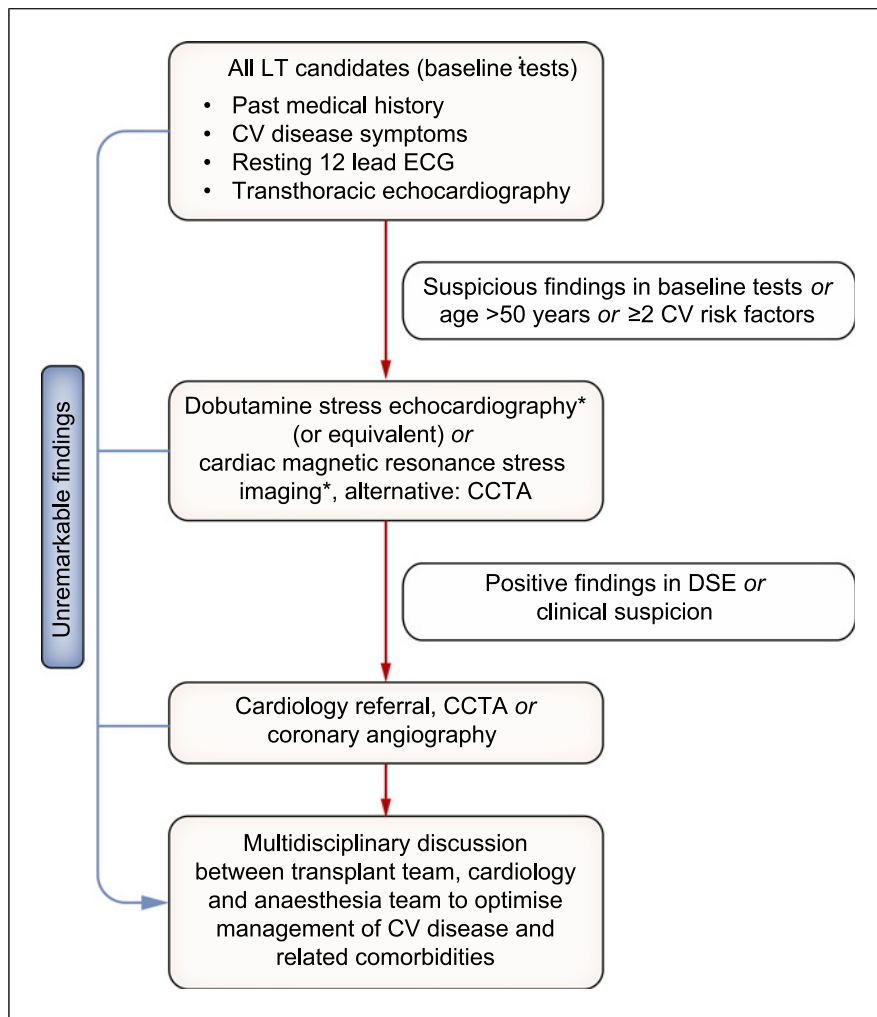 All LT candidates (baseline tests)
• Past medical history
• CV disease symptoms
• Resting 12 lead ECG
• Transthoracic echocardiography
Suspicious findings in baseline tests or
age >50 years or ≥2 CV risk factors
Unremarkable findings
Dobutamine stress echocardiography*
(or equivalent) or
cardiac magnetic resonance stress
imaging*, alternative: CCTA
Positive findings in DSE or
clinical suspicion
Cardiology referral, CCTA or
coronary angiography
Multidisciplinary discussion
between transplant team, cardiology
and anaesthesia team to optimise
management of CV disease and
related comorbidities